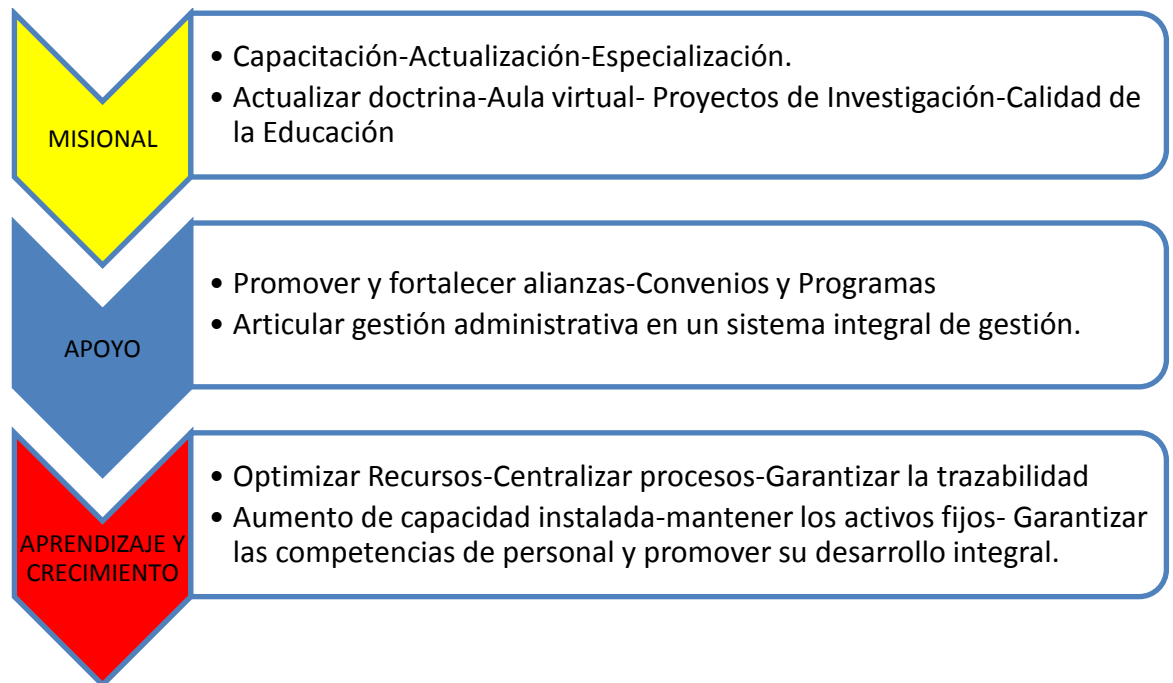 MISIONAL
• Capacitación-Actualización-Especialización.
• Actualizar doctrina-Aula virtual- Proyectos de Investigación-Calidad de
la Educación
APOYO
• Promover y fortalecer alianzas-Convenios y Programas
• Articular gestión administrativa en un sistema integral de gestión.
APRENDIZAJE Y
CRECIMIENTO
• Optimizar Recursos-Centralizar procesos-Garantizar la trazabilidad
• Aumento de capacidad instalada-mantener los activos fijos- Garantizar
las competencias de personal y promover su desarrollo integral.